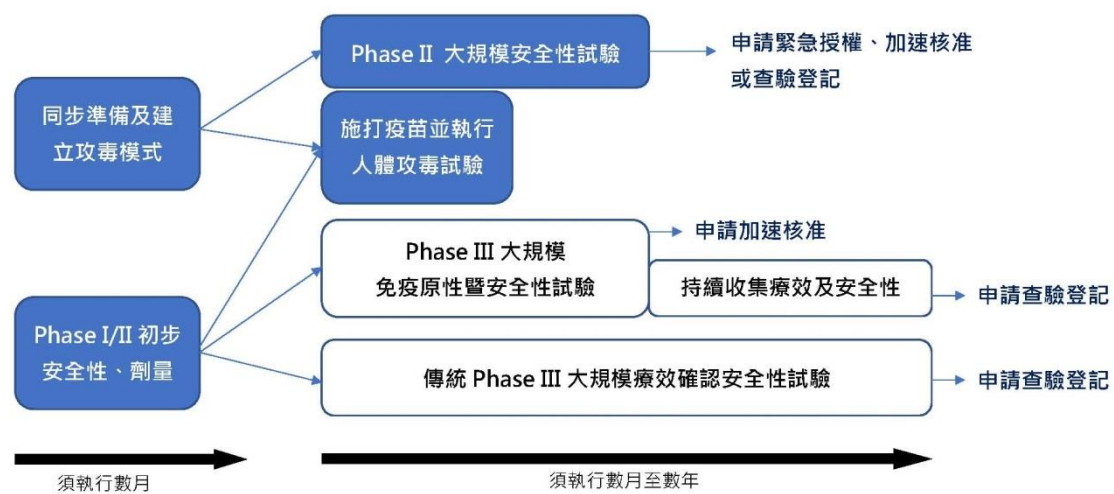 Phase II 大規模安全性試驗
申請緊急授權、加速核准
或查驗登記
同步準備及建
立攻毒模式
施打疫苗並執行
人體攻毒試驗
Phase III 大規模
免疫原性暨安全性試驗
申請加速核准
持續收集療效及安全性
申請查驗登記
Phase I/II 初步
安全性、劑量
傳統 Phase III 大規模療效確認安全性試驗
申請查驗登記
須執行數月
須執行數月至數年